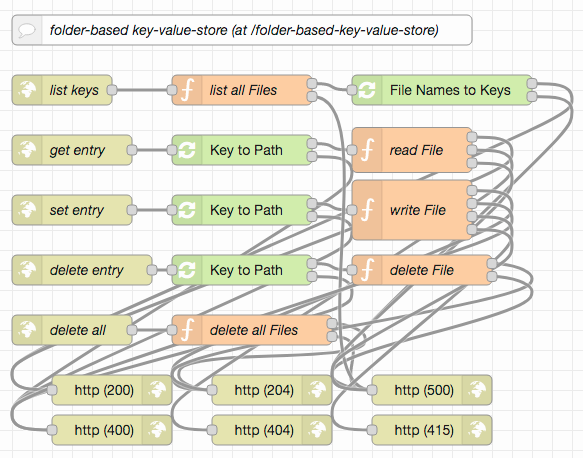 folder-based key-value-store (at /folder-based-key-value-store)
list keys list all Files File Names to Keys
get entry Key to Path read File
set entry Key to Path write File
delete entry Key to Path delete File
delete all delete all Files
http (200) http (204) http (500)
http (400) http (404) http (415)